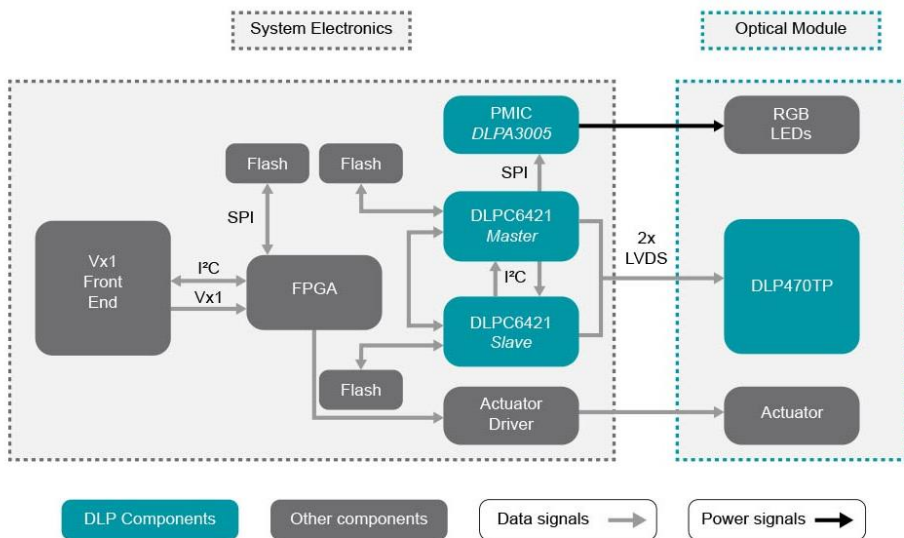 System Electronics
Optical Module
PMIC
DLPA3005
RGB
LEDs
Flash
Flash
SPI
SPI
DLPC6421
Master
Vx1
Front
End
I²C
Vx1
FPGA
I²C
2x
LVDS
DLP470TP
DLPC6421
Slave
Flash
Actuator
Driver
Actuator
DLP Components
Other components
Data signals
Power signals